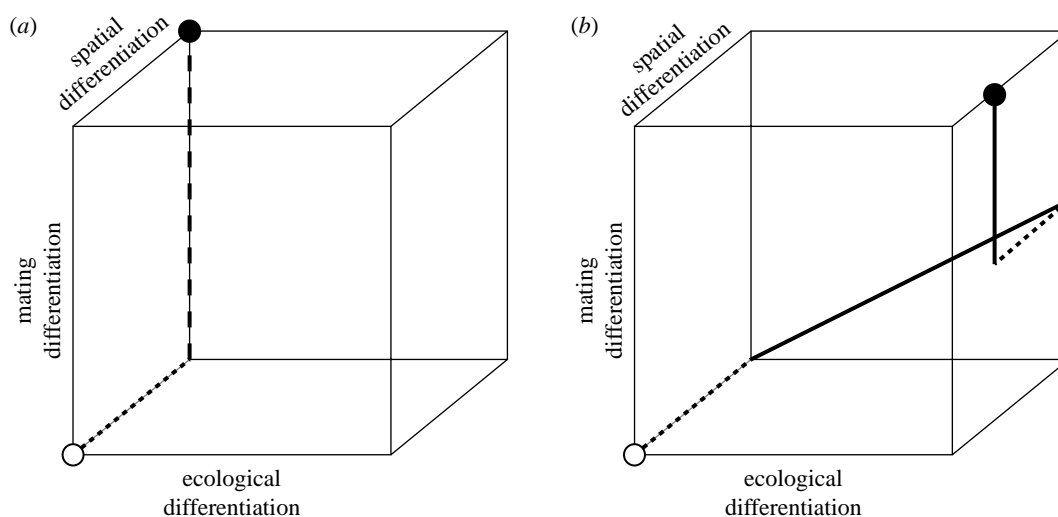 (a)
spatial
differentiation
mating
differentiation
ecological
differentiation
(b)
spatial
differentiation
mating
differentiation
ecological
differentiation